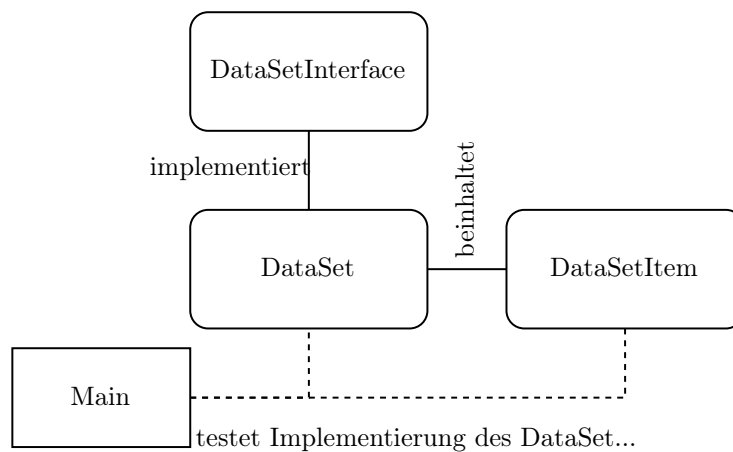 DataSetInterface
implementiert
beinhaltet
DataSet
DataSetItem
Main
testet Implementierung des DataSet...